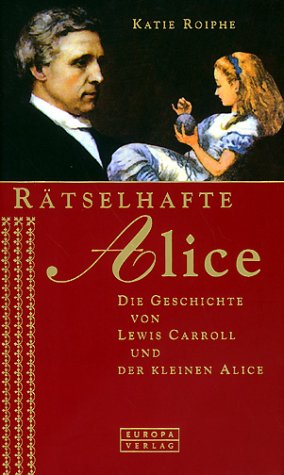 KATIE ROIPHE
RÄTSELHAFTE
Alice
DIE GESCHICHTE
VON
LEWIS CARROLL
UND
DER KLEINEN ALICE
EUROPA
VERLAG